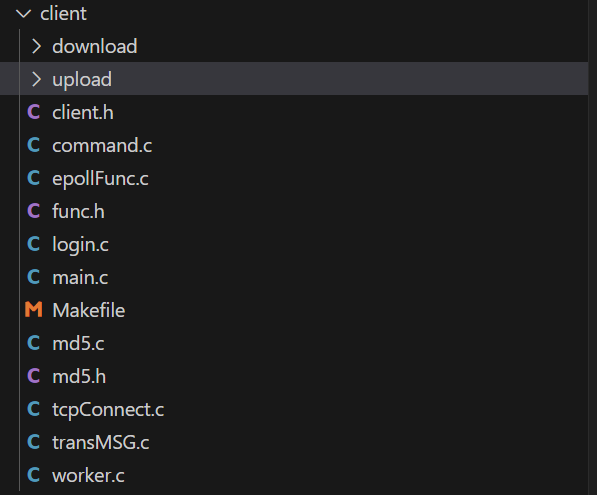 client
download
upload
C client.h
C command.c
C epollFunc.c
C func.h
C login.c
C main.c
M Makefile
C md5.c
C md5.h
C tcpConnect.c
C transMSG.c
C worker.c